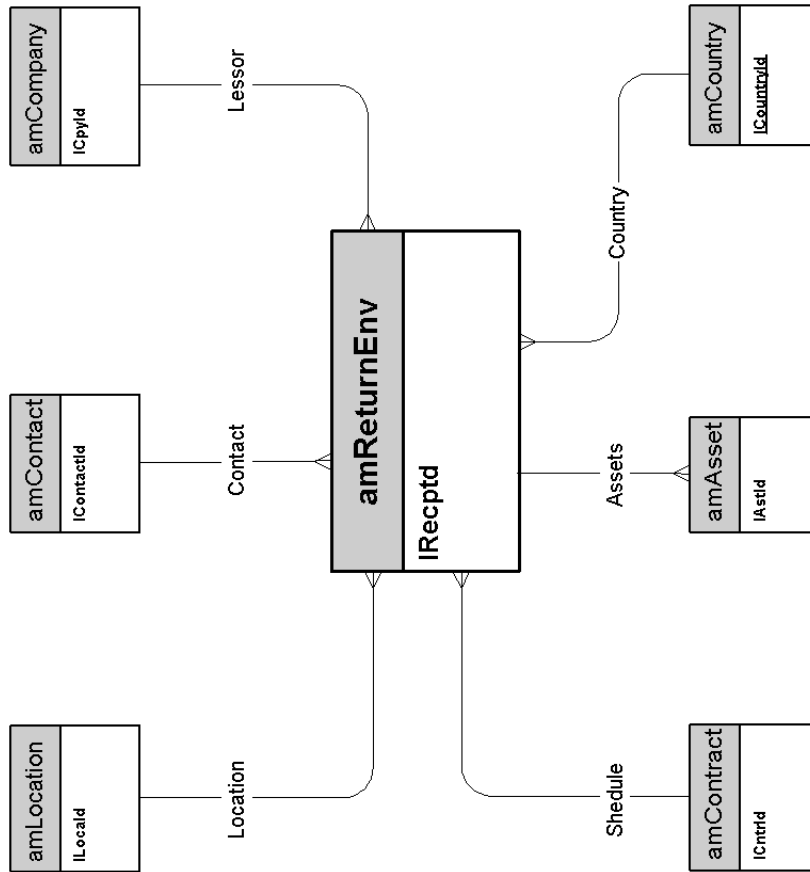 amLocation
lLocaId
amContact
lContactId
amCompany
lCpyId
Location
Contact
Lessor
amReturnEnv
lRecptd
Shedule
Assets
Country
amContract
lCntrId
amAsset
lAstId
amCountry
lCountryId